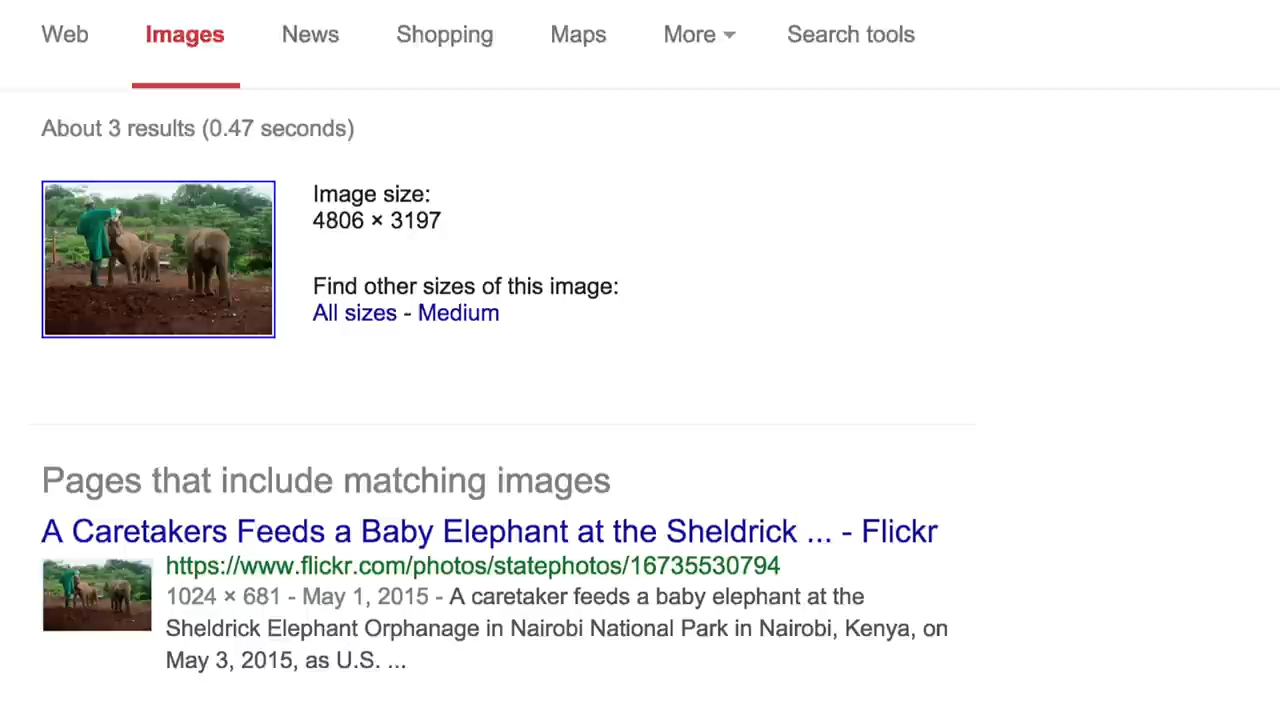 Web Images News Shopping Maps More Search tools
About 3 results (0.47 seconds)
Image size:
4806 × 3197
Find other sizes of this image:
All sizes - Medium
Pages that include matching images
A Caretakers Feeds a Baby Elephant at the Sheldrick ... - Flickr
https://www.flickr.com/photos/statephotos/16735530794
1024 × 681 - May 1, 2015 - A caretaker feeds a baby elephant at the
Sheldrick Elephant Orphanage in Nairobi National Park in Nairobi, Kenya, on
May 3, 2015, as U.S. ...